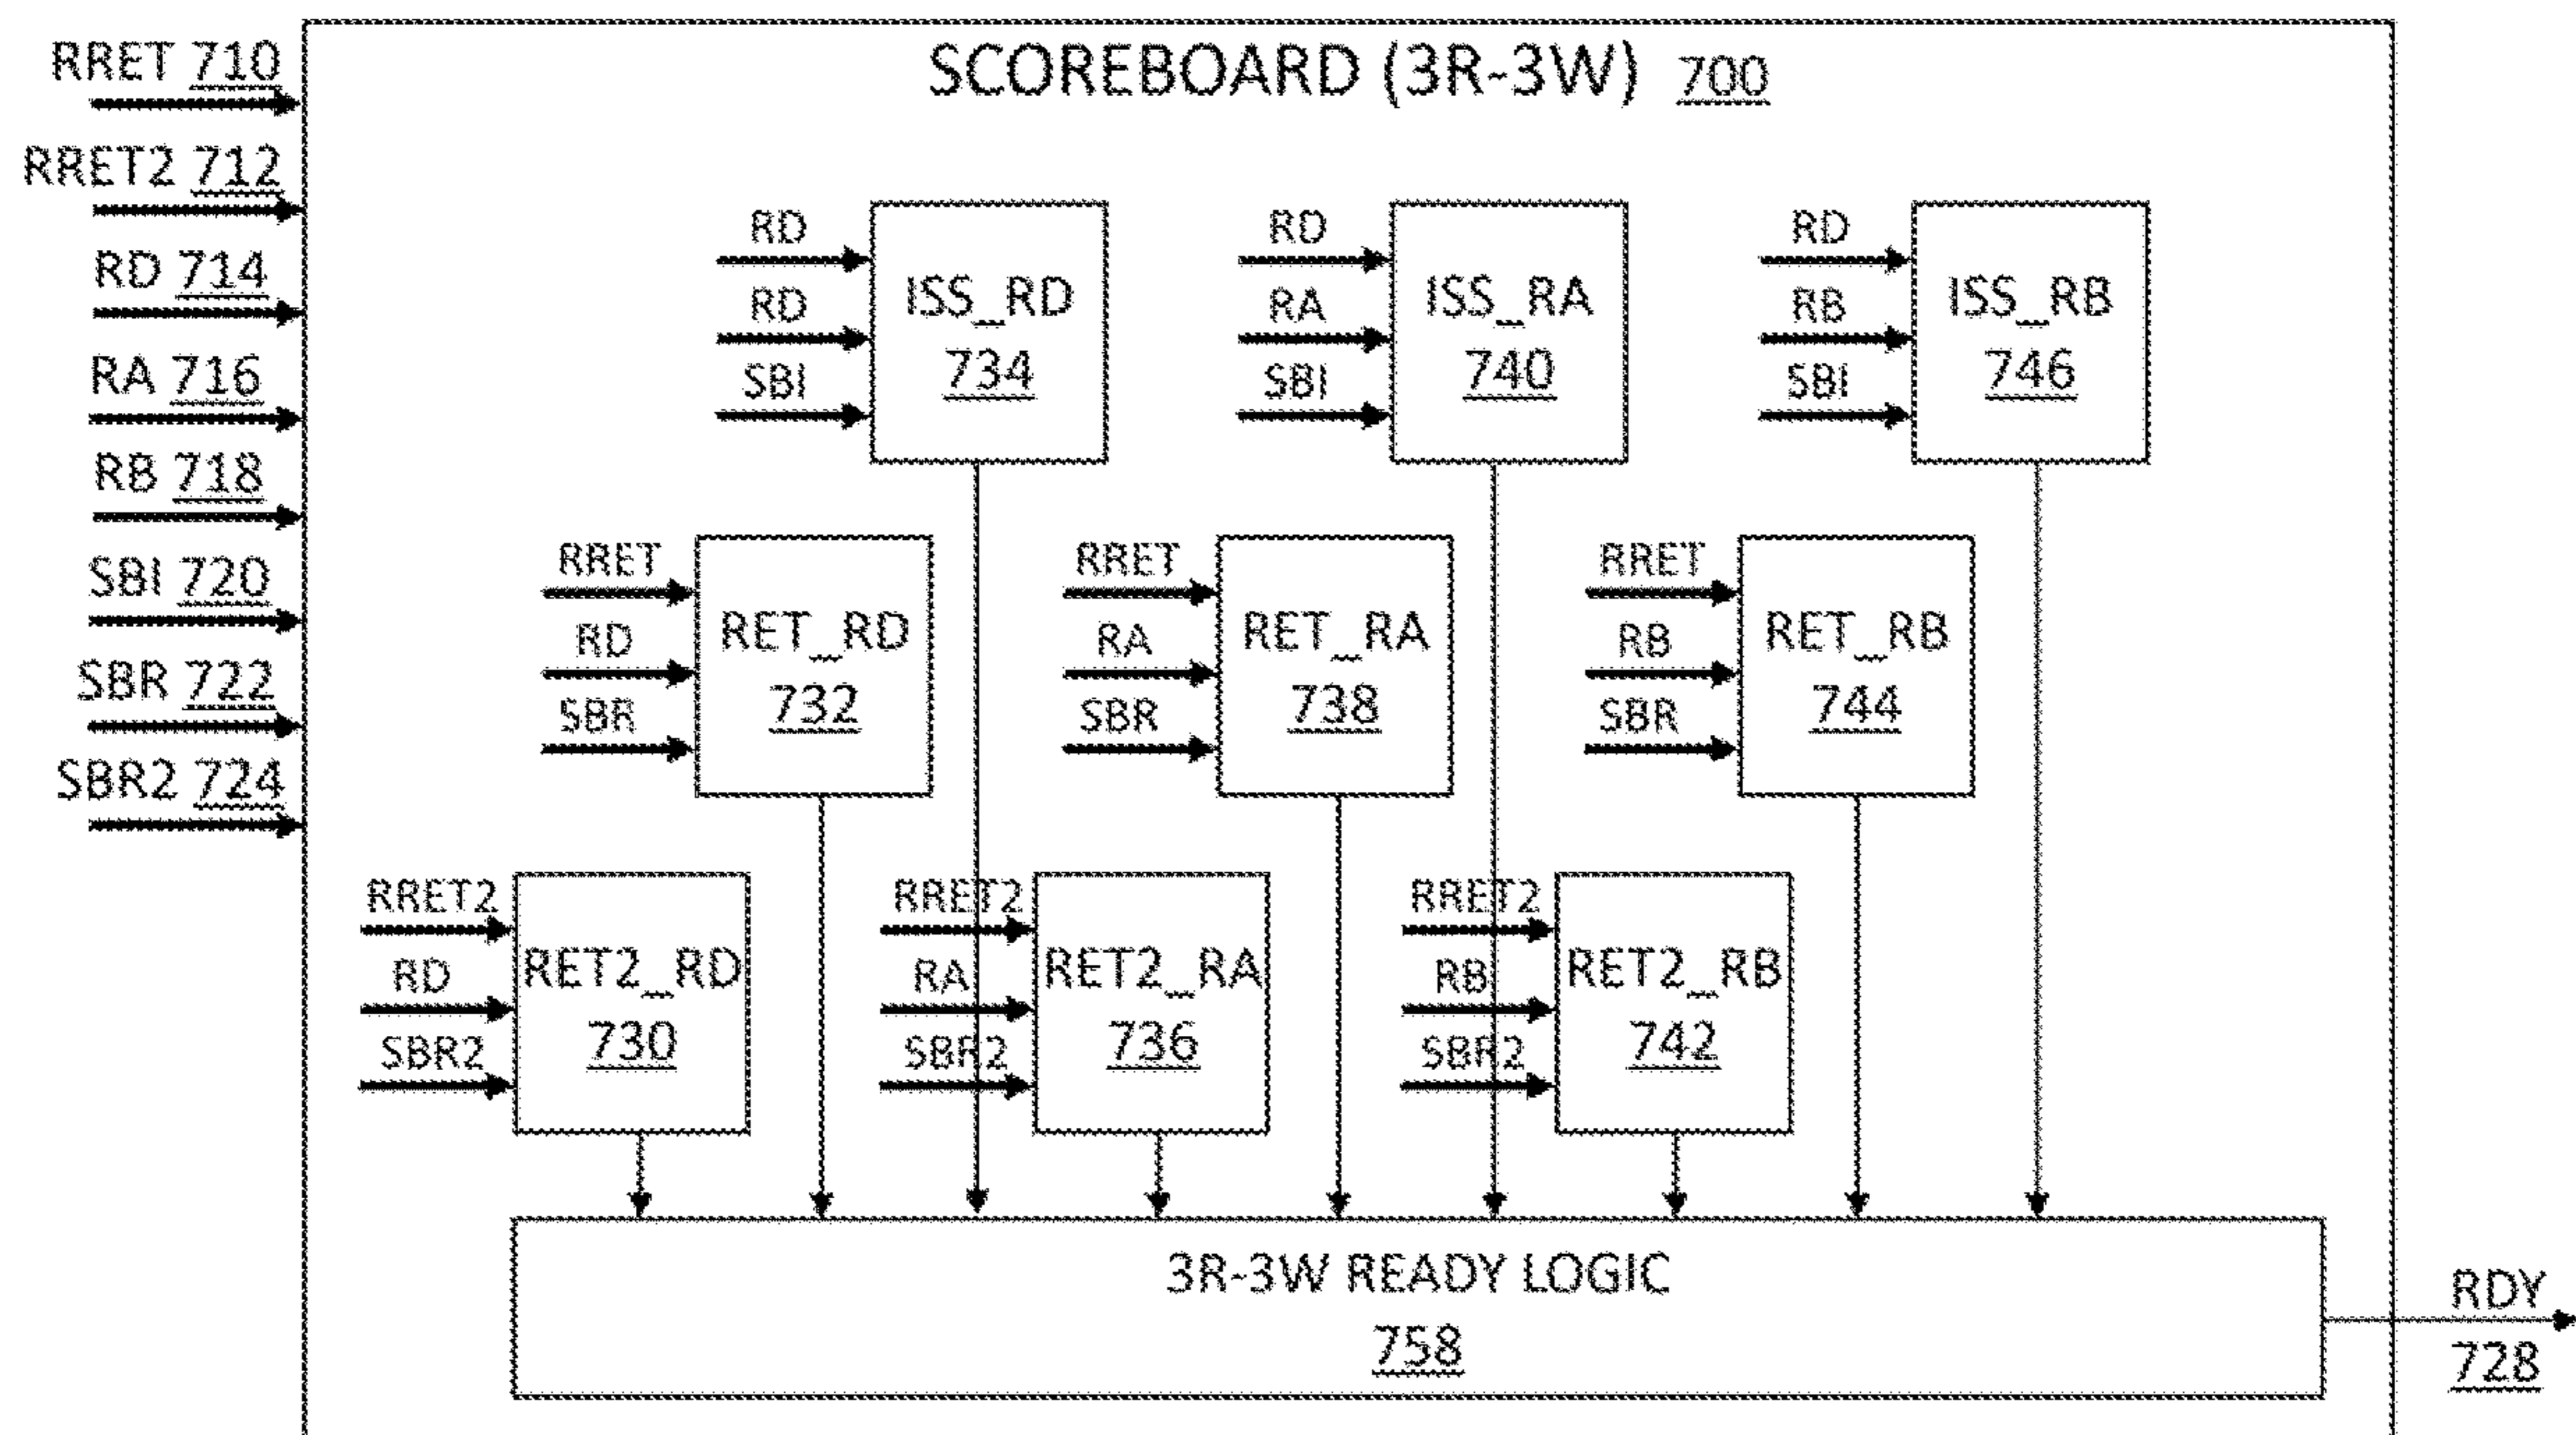 SCOREBOARD (3R-3W) 700
RRET 710
RRET2 712
RD 714
RA 716
RB 718
SBI 720
SBR 722
SBR2 724
RD
RD
SBI
ISS_RD
734
RD
RA
SBI
ISS_RA
740
RD
RB
SBI
ISS_RB
746
RRET
RD
SBR
RET_RD
732
RRET
RA
SBR
RET_RA
738
RRET
RB
SBR
RET_RB
744
RRET2
RD
SBR2
RET2_RD
730
RRET2
RA
SBR2
RET2_RA
736
RRET2
RB
SBR2
RET2_RB
742
3R-3W READY LOGIC
758
RDY
728